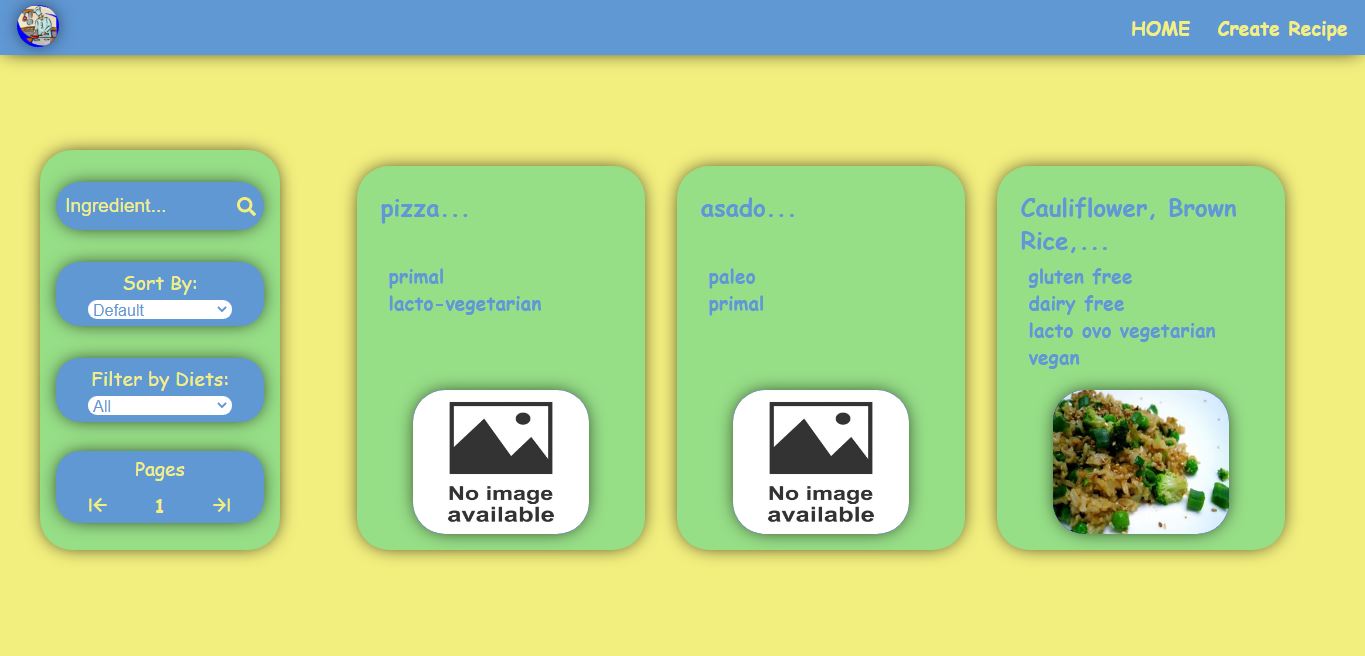 HOME Create Recipe
Ingredient...
Sort By:
Default
Filter by Diets:
All
Pages
1
pizza...
primal
lacto-vegetarian
No image
available
asado...
paleo
primal
No image
available
Cauliflower, Brown
Rice,...
gluten free
dairy free
lacto ovo vegetarian
vegan